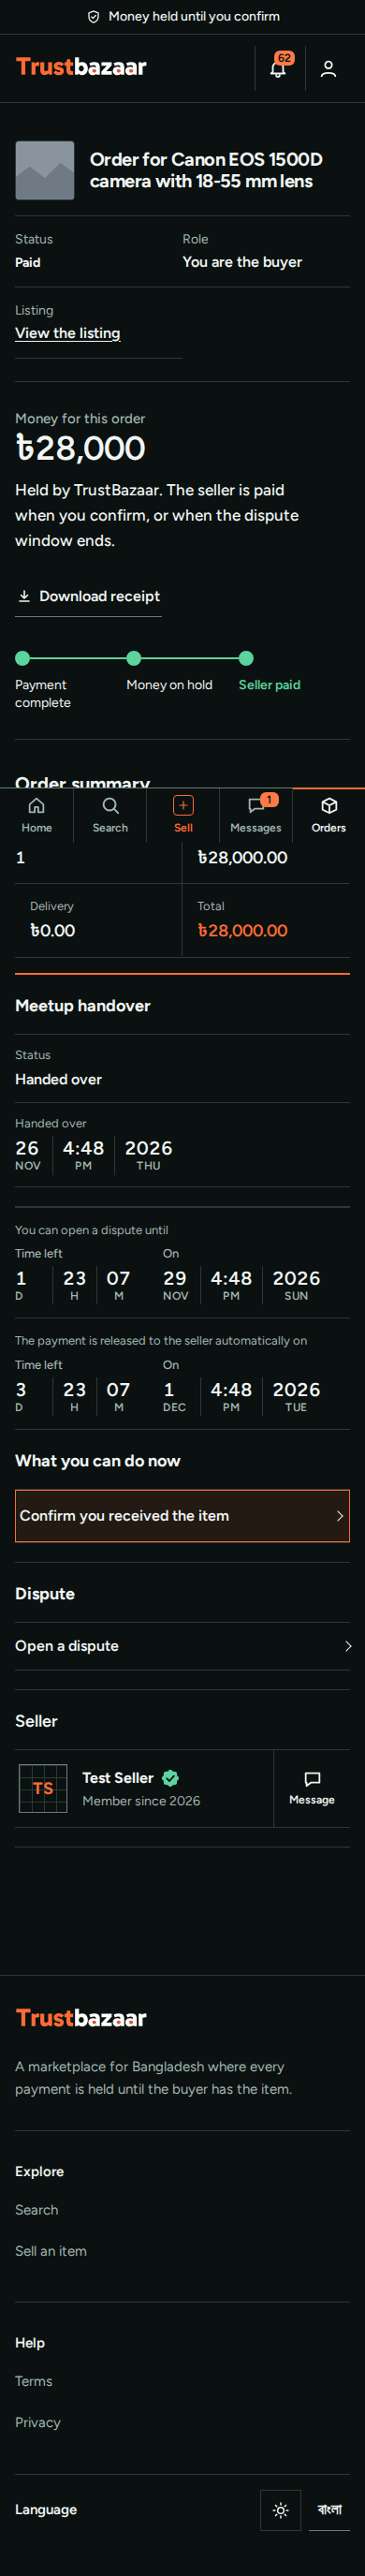 Money held until you confirm
Trustbazaar
62
Order for Canon EOS 1500D
camera with 18-55 mm lens
Status
Role
Paid
You are the buyer
Listing
View the listing
Money for this order
৳28,000
Held by TrustBazaar. The seller is paid
when you confirm, or when the dispute
window ends.
Download receipt
Payment
complete
Money on hold
Seller paid
Order summary
Home
Search
Sell
1
Messages
Orders
1
৳28,000.00
Delivery
Total
৳0.00
৳28,000.00
Meetup handover
Status
Handed over
Handed over
26 4:48 2026
NOV PM THU
You can open a dispute until
Time left
On
1 23 07 29 4:48 2026
D H M NOV PM SUN
The payment is released to the seller automatically on
Time left
On
3 23 07 1 4:48 2026
D H M DEC PM TUE
What you can do now
Confirm you received the item
Dispute
Open a dispute
Seller
TS
Test Seller
Member since 2026
Message
Trustbazaar
A marketplace for Bangladesh where every
payment is held until the buyer has the item.
Explore
Search
Sell an item
Help
Terms
Privacy
Language
বাংলা